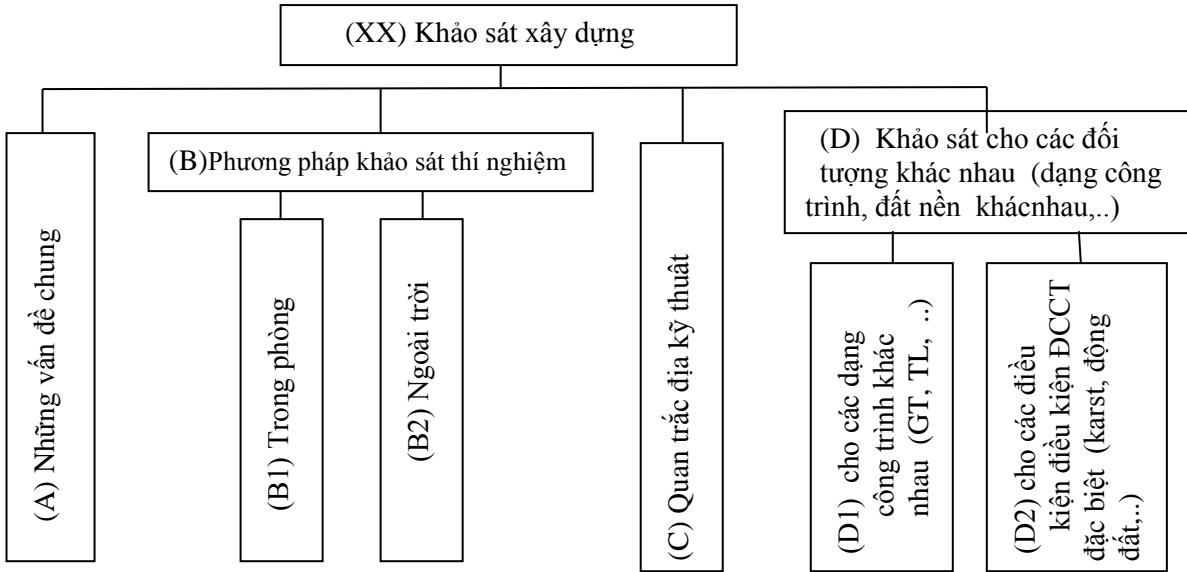 (XX) Khảo sát xây dựng
(A) Những vấn đề chung
(B)Phương pháp khảo sát thí nghiệm
(B1) Trong phòng
(B2) Ngoài trời
(C) Quan trắc địa kỹ thuât
(D) Khảo sát cho các đối
tượng khác nhau (dạng công
trình, đất nền khácnhau,..)
(D1) cho các dạng
công trình khác
nhau (GT, TL, ..)
(D2) cho các điều
kiện điều kiện ĐCCT
đặc biệt (karst, động
đất,..)